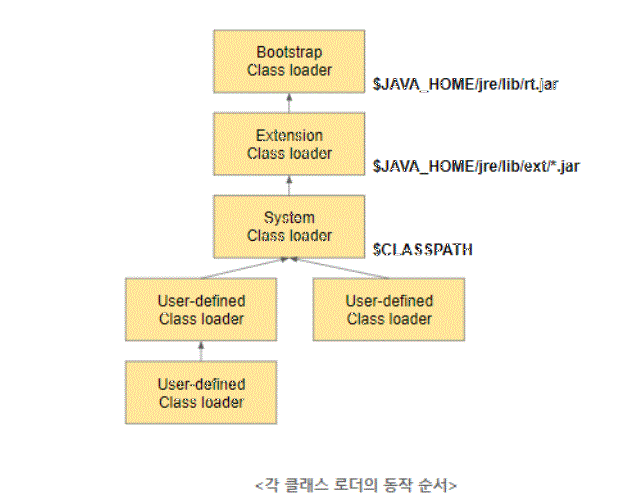 Bootstrap
Class loader
$JAVA_HOME/jre/lib/rt.jar
Extension
Class loader
$JAVA_HOME/jre/lib/ext/*.jar
System
Class loader
$CLASSPATH
User-defined
Class loader
User-defined
Class loader
User-defined
Class loader
<각 클래스 로더의 동작 순서>